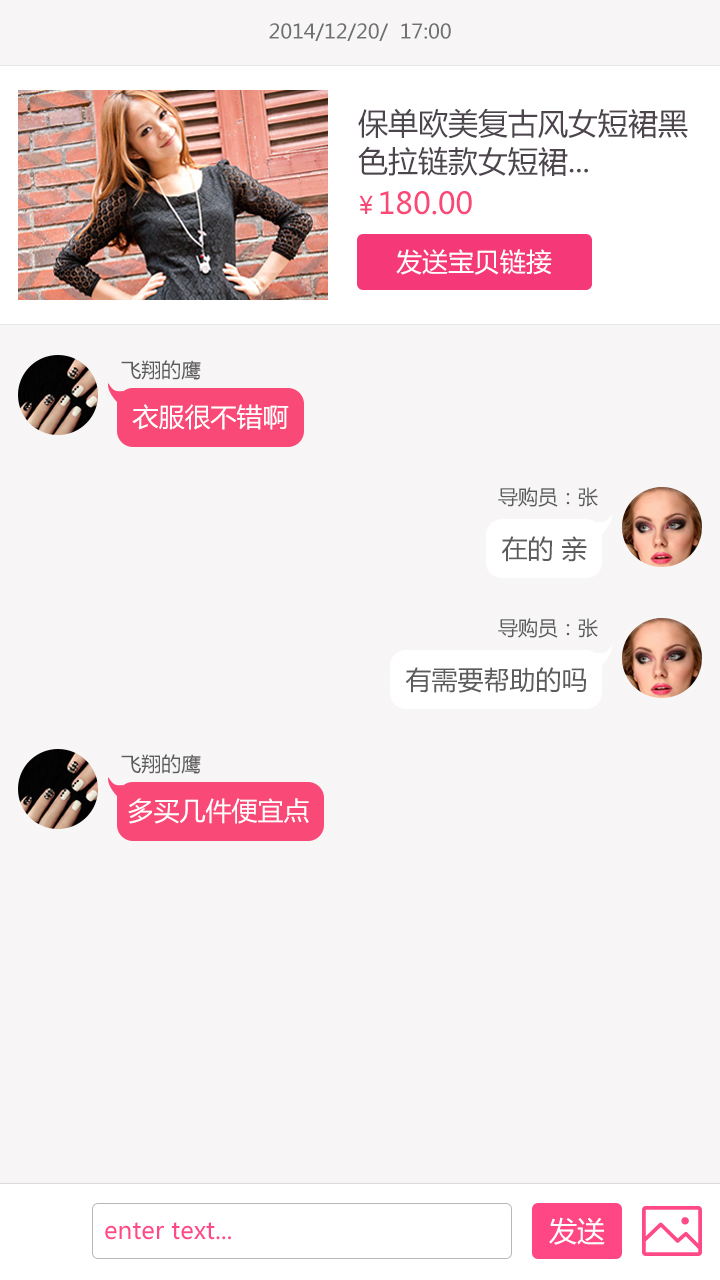 2014/12/20/ 17:00
保单欧美复古风女短裙黑
色拉链款女短裙...
¥180.00
发送宝贝链接
飞翔的鹰
衣服很不错啊
导购员：张
在的 亲
导购员：张
有需要帮助的吗
飞翔的鹰
多买几件便宜点
enter text...
发送